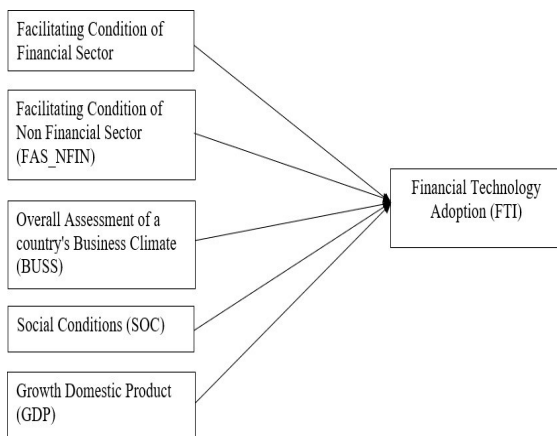 Facilitating Condition of
Financial Sector
Facilitating Condition of
Non Financial Sector
(FAS_NFIN)
Overall Assessment of a
country's Business Climate
(BUSS)
Social Conditions (SOC)
Growth Domestic Product
(GDP)
Financial Technology
Adoption (FTI)